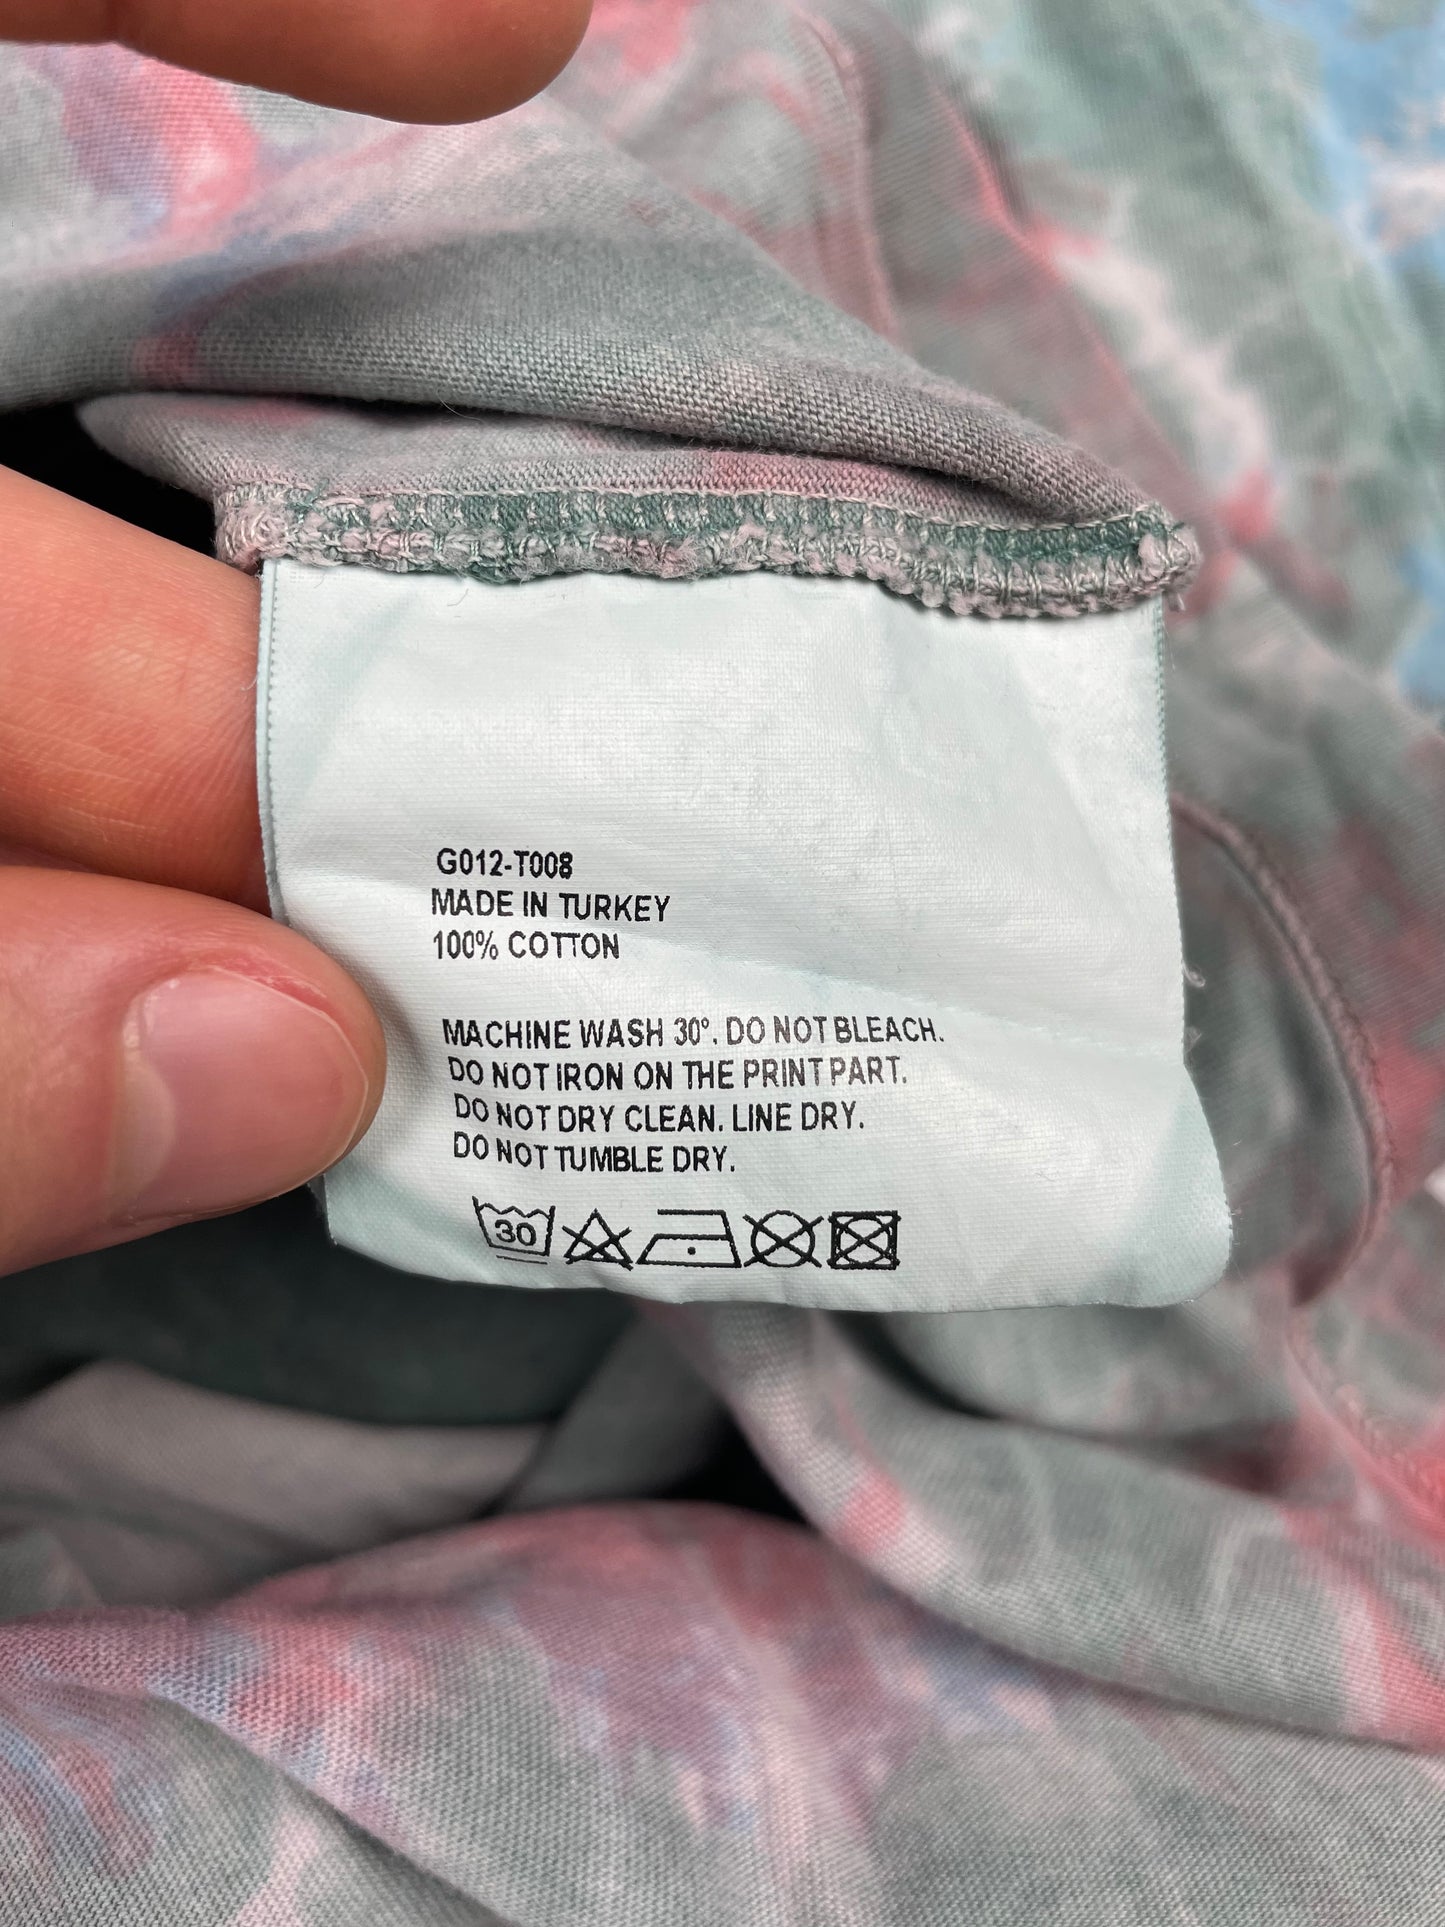 G012-T008
MADE IN TURKEY
100% COTTON
MACHINE WASH 30°. DO NOT BLEACH.
DO NOT IRON ON THE PRINT PART.
DO NOT DRY CLEAN. LINE DRY.
DO NOT TUMBLE DRY.
30